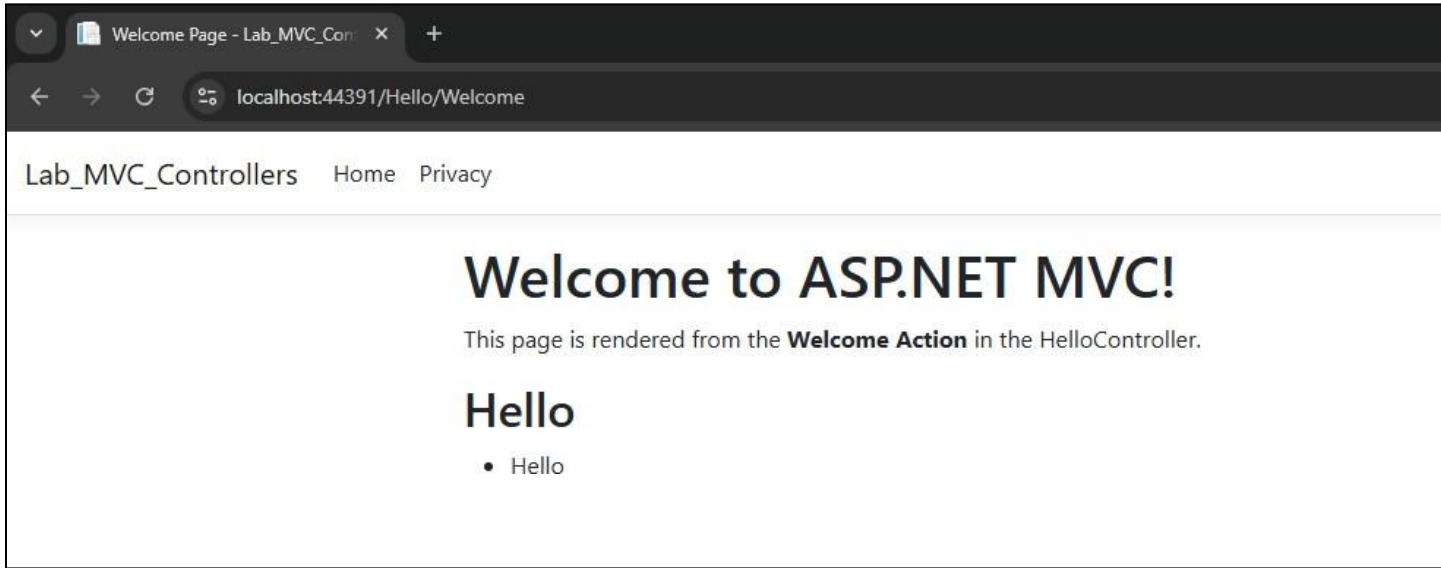 Welcome Page - Lab_MVC_Con
localhost:44391/Hello/Welcome
Lab_MVC_Controllers Home Privacy
Welcome to ASP.NET MVC!
This page is rendered from the Welcome Action in the HelloController.
Hello
• Hello